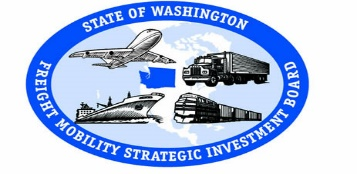 STATE OF WASHINGTON
FREIGHT MOBILITY STRATEGIC INVESTMENT BOARD